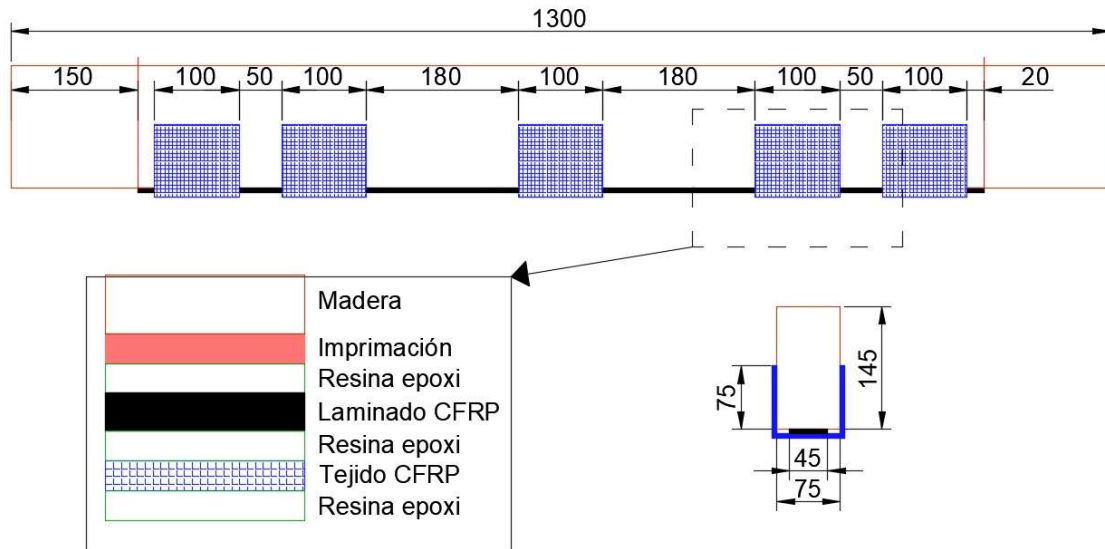 1300
150 100 50 100 180 100 180 100 50 100 20
Madera
Imprimación
Resina epoxi
Laminado CFRP
Resina epoxi
Tejido CFRP
Resina epoxi
75
145
45
75